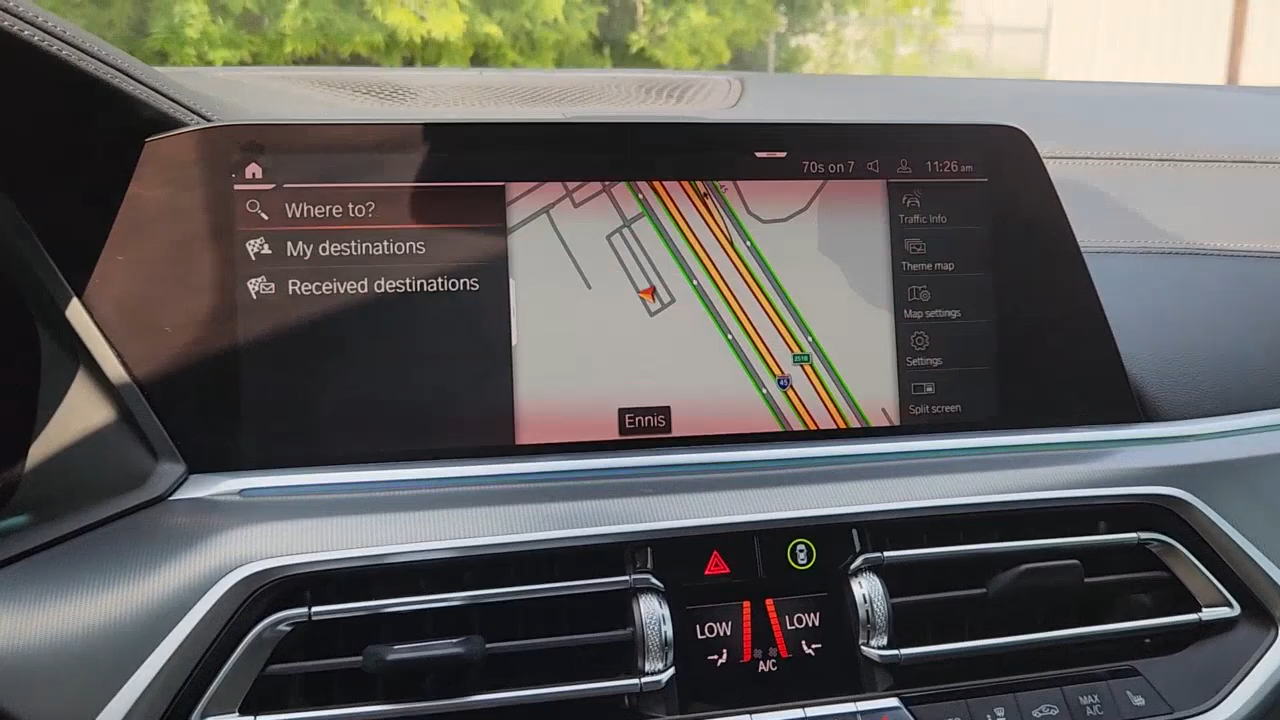 70s on 7
11:26 am
Where to?
My destinations
Received destinations
Traffic info
Theme map
Map settings
Settings
Split screen
45
Ennis
LOW
LOW
A/C
MAX
A/C